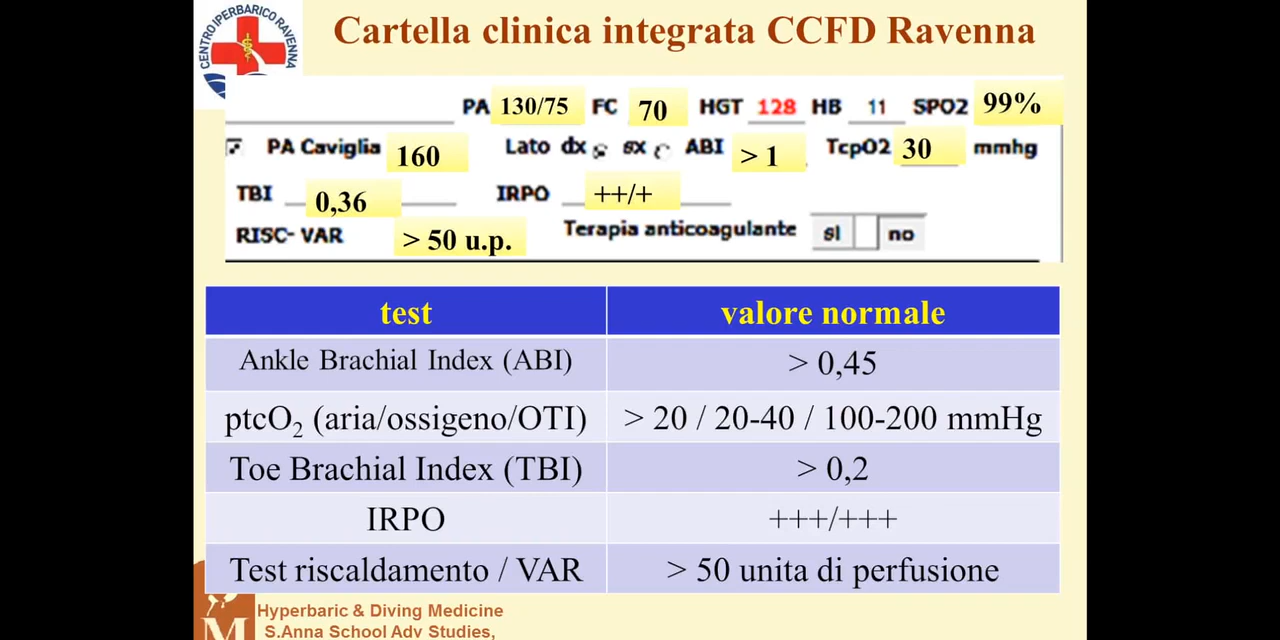 CENTRO IPERBARICO RAVENNA
Cartella clinica integrata CCFD Ravenna
PA 130/75 FC 70 HGT 128 HB 11 SPO2 99%
PA Caviglia 160 Lato dx sx ABI > 1 TcpO2 30 mmhg
TBI 0,36 IRPO ++/+
RISC- VAR > 50 u.p. Terapia anticoagulante si no
test valore normale
Ankle Brachial Index (ABI) > 0,45
ptcO2 (aria/ossigeno/OTI) > 20 / 20-40 / 100-200 mmHg
Toe Brachial Index (TBI) > 0,2
IRPO +++/+++
Test riscaldamento / VAR > 50 unita di perfusione
M
Hyperbaric & Diving Medicine
S.Anna School Adv Studies,